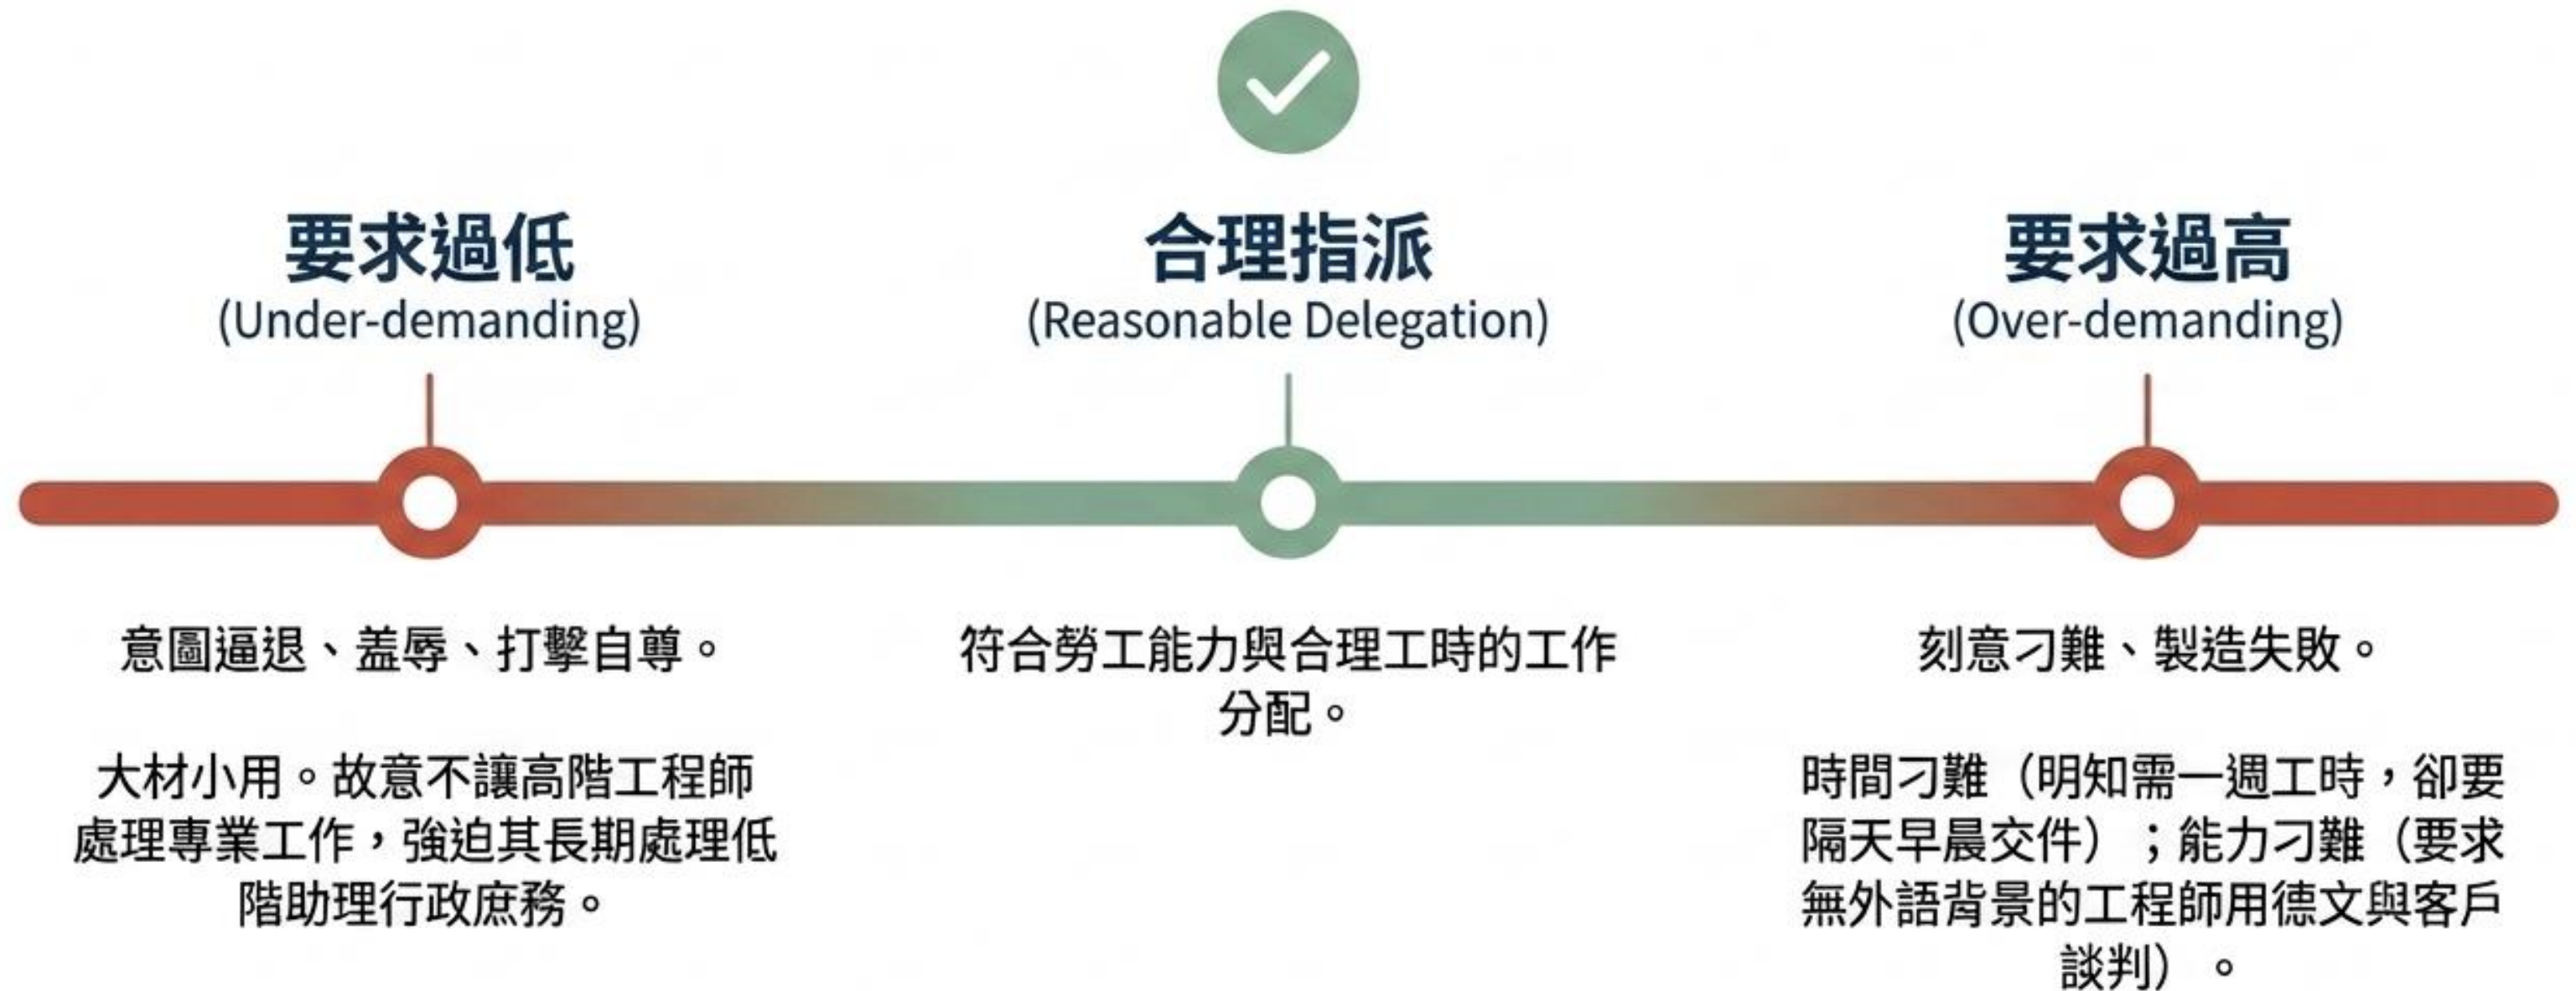 要求過低
(Under-demanding)
意圖逼退、羞辱、打擊自尊。
大材小用。故意不讓高階工程師
處理專業工作，強迫其長期處理低
階助理行政庶務。
合理指派
(Reasonable Delegation)
符合勞工能力與合理工時的工作
分配。
要求過高
(Over-demanding)
刻意刁難、製造失敗。
時間刁難（明知需一週工時，卻要
隔天早晨交件）；能力刁難（要求
無外語背景的工程師用德文與客戶
談判）。